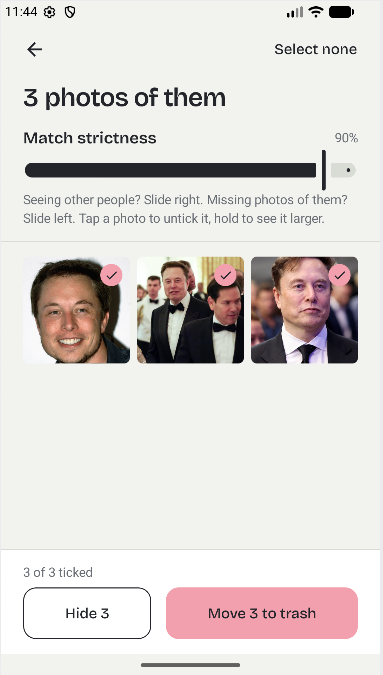 11:44
Select none
3 photos of them
Match strictness
90%
Seeing other people? Slide right. Missing photos of them?
Slide left. Tap a photo to untick it, hold to see it larger.
3 of 3 ticked
Hide 3
Move 3 to trash